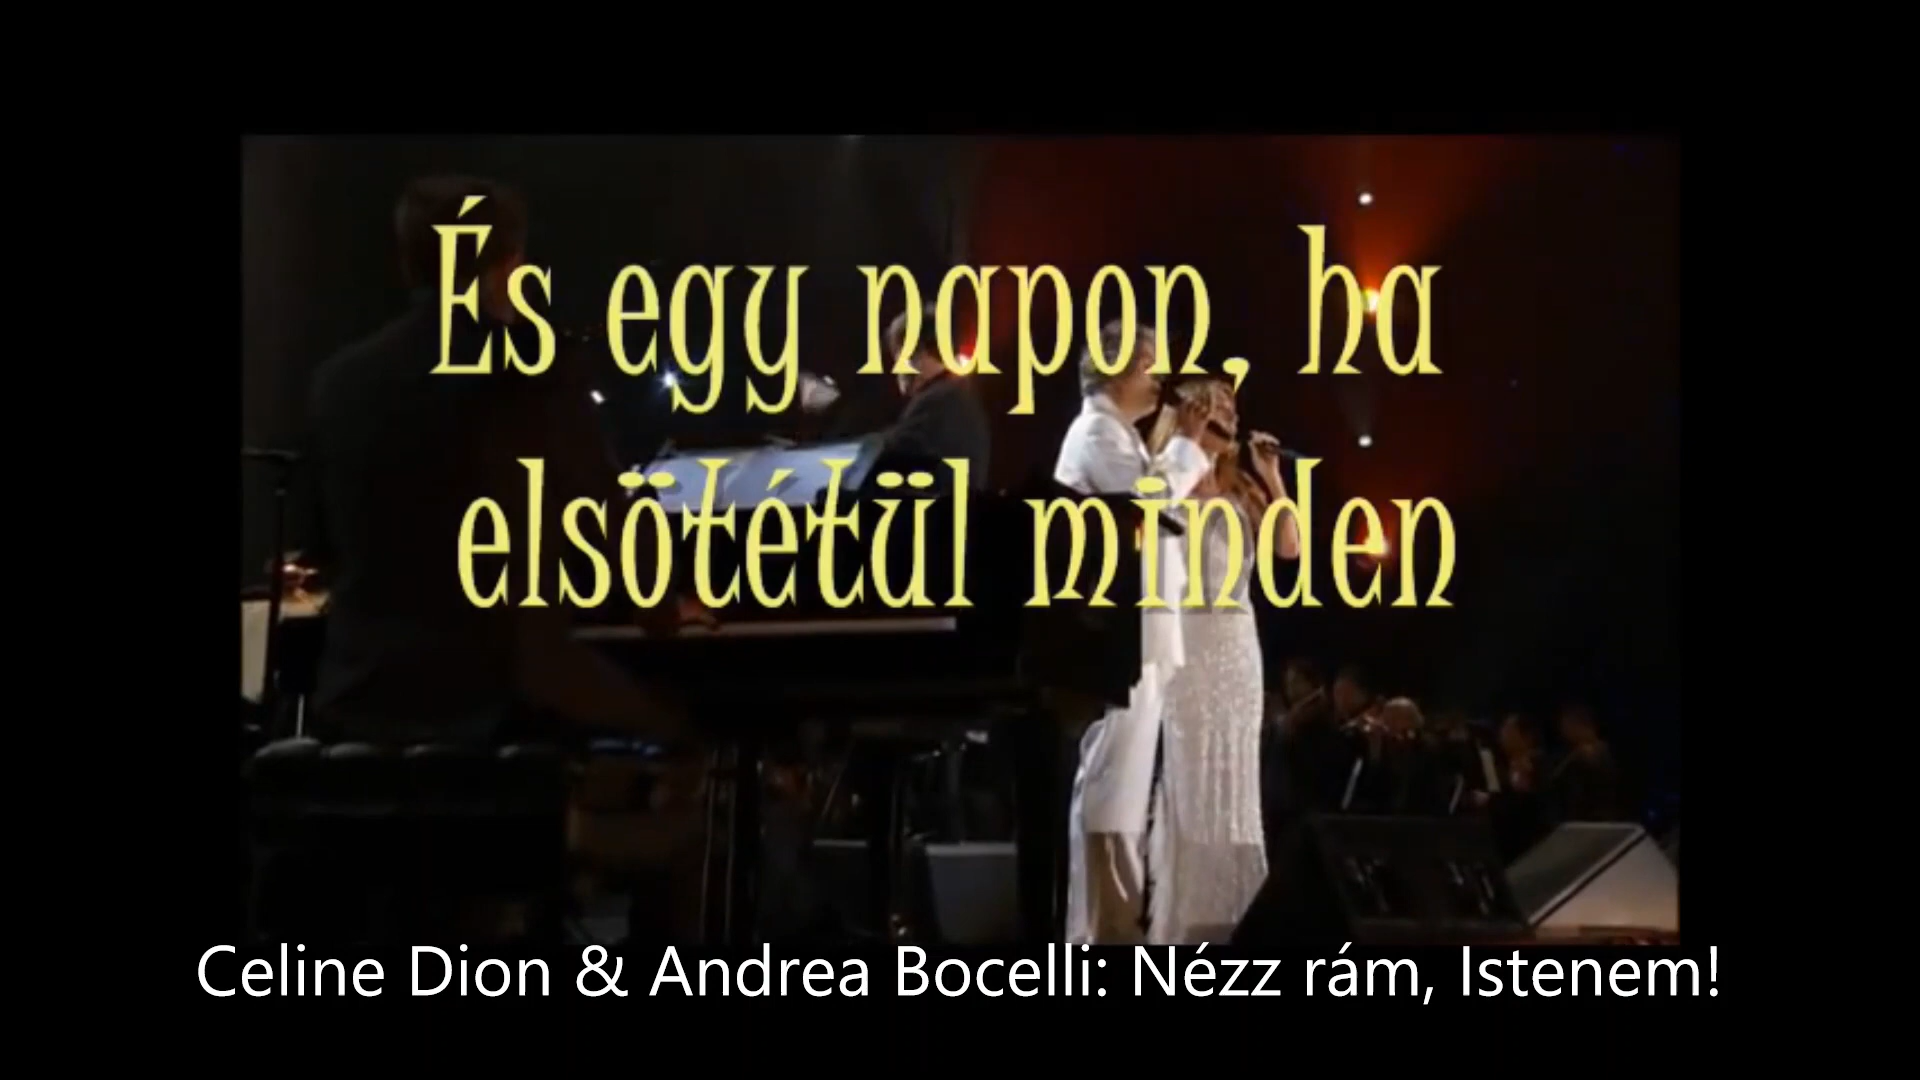 És egy napon, ha
elsötétül minden
Celine Dion & Andrea Bocelli: Nézz rám, Istenem!